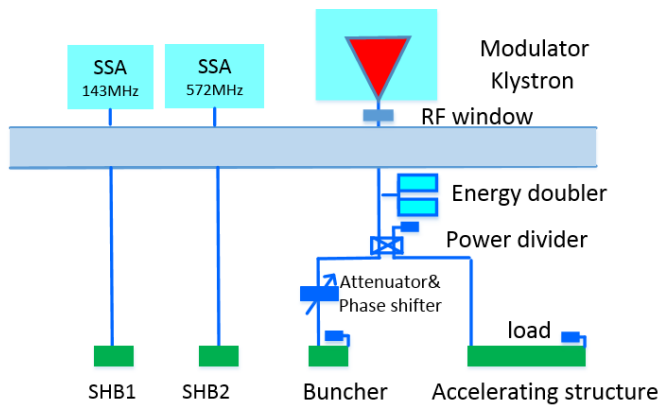 SSA
143MHz
SSA
572MHz
Modulator
Klystron
RF window
Energy doubler
Power divider
Attenuator&
Phase shifter
load
SHB1
SHB2
Buncher
Accelerating structure